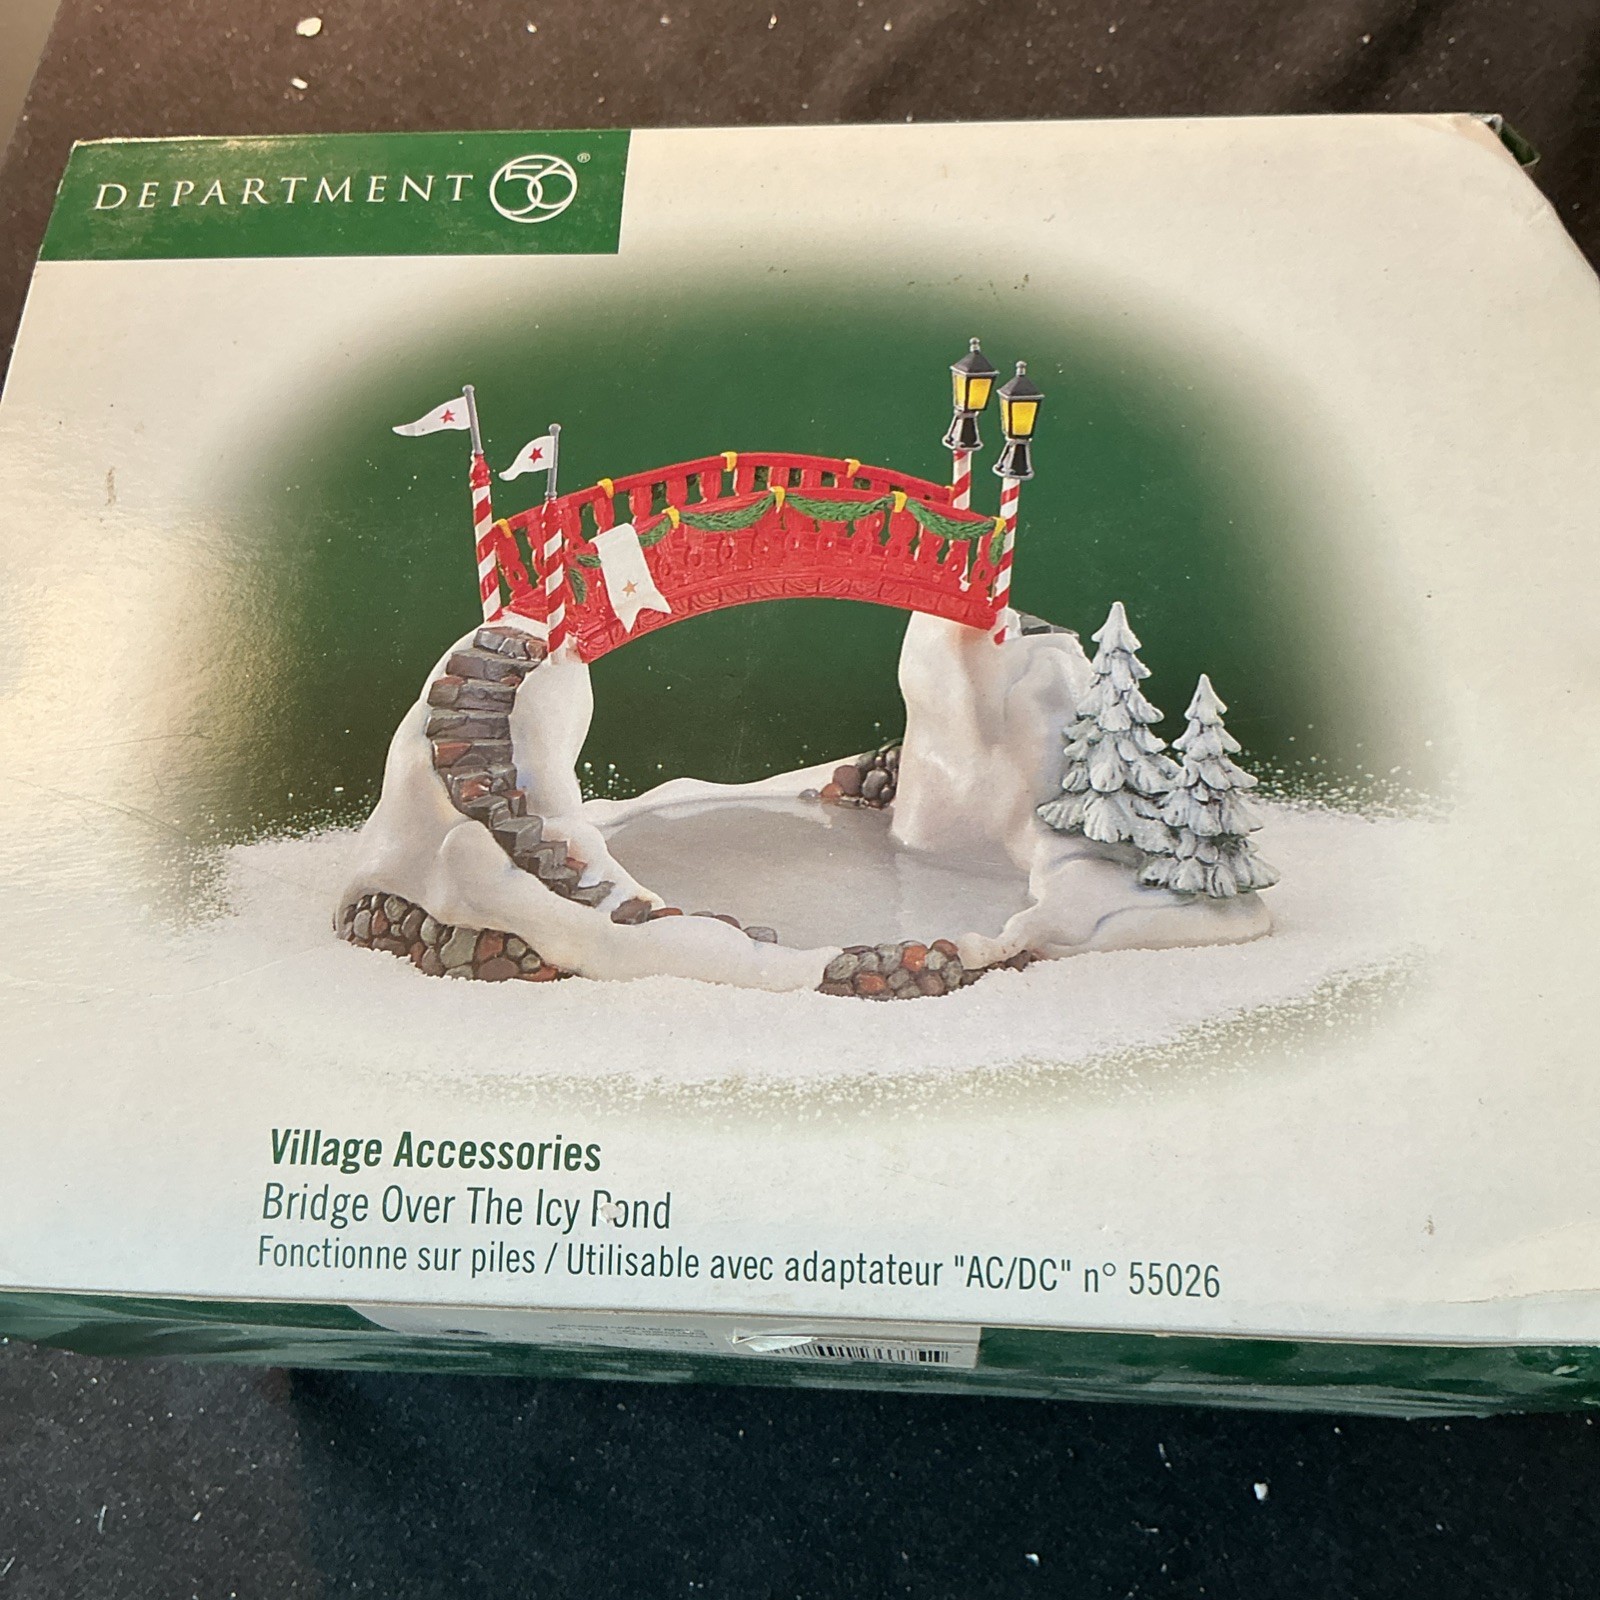 DEPARTMENT 56®
Village Accessories
Bridge Over The Icy Pond
Fonctionne sur piles / Utilisable avec adaptateur "AC/DC" n° 55026